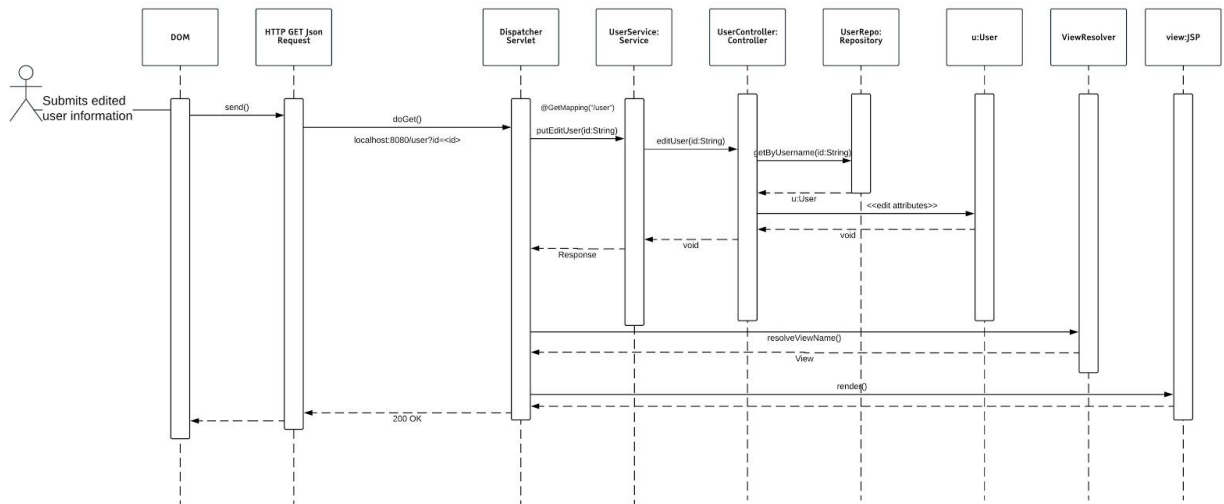 DOM
HTTP GET Json
Request
Dispatcher
Servlet
UserService:
Service
UserController:
Controller
UserRepo:
Repository
u:User
ViewResolver
view:JSP
Submits edited
user information
send()
doGet()
localhost:8080/user?id=<id>
@GetMapping("/user")
putEditUser(id:String)
editUser(id:String)
getByUsername(id:String)
u:User
<<edit attributes>>
void
void
Response
resolveViewName()
View
render()
200 OK